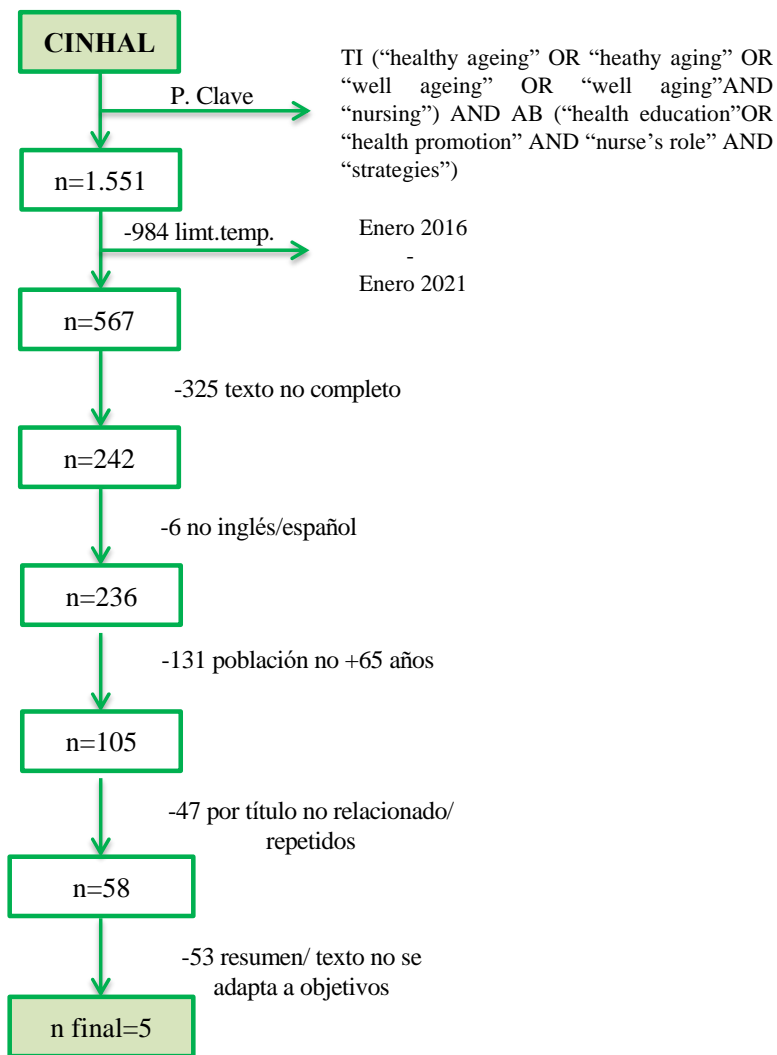 CINHAL
P. Clave
TI (“healthy ageing” OR “heathy aging” OR
“well ageing” OR “well aging”AND
“nursing”) AND AB (“health education”OR
“health promotion” AND “nurse’s role” AND
“strategies”)
n=1.551
-984 limt.temp.
Enero 2016
-
Enero 2021
n=567
-325 texto no completo
n=242
-6 no inglés/español
n=236
-131 población no +65 años
n=105
-47 por título no relacionado/
repetidos
n=58
-53 resumen/ texto no se
adapta a objetivos
n final=5